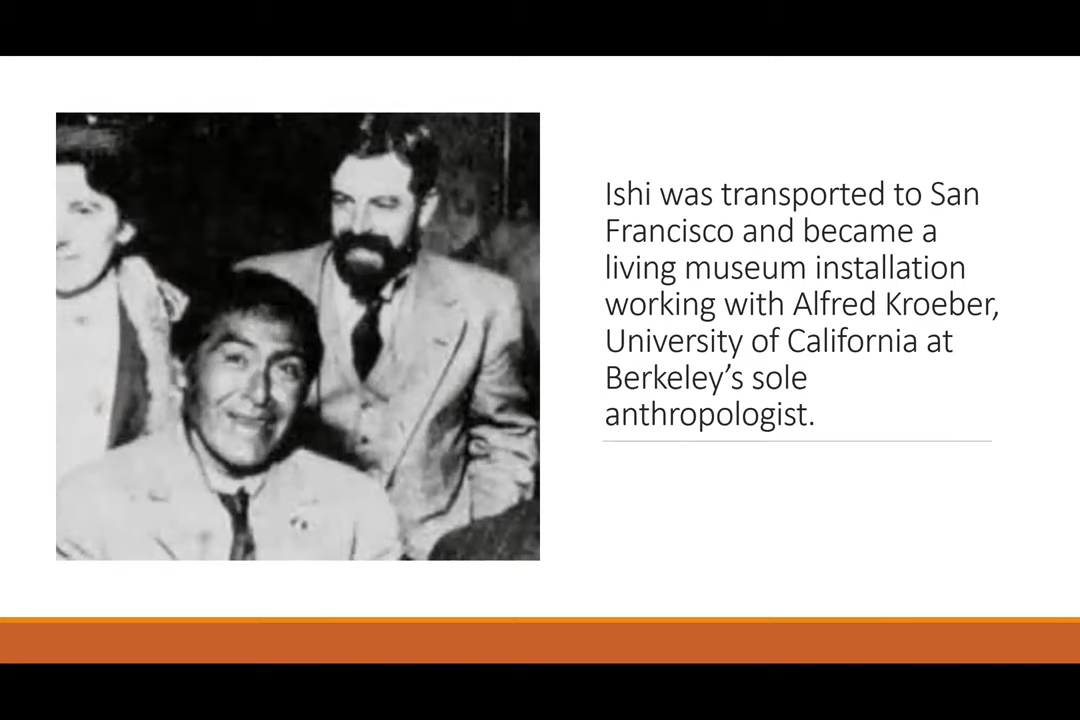 Ishi was transported to San
Francisco and became a
living museum installation
working with Alfred Kroeber,
University of California at
Berkeley’s sole
anthropologist.